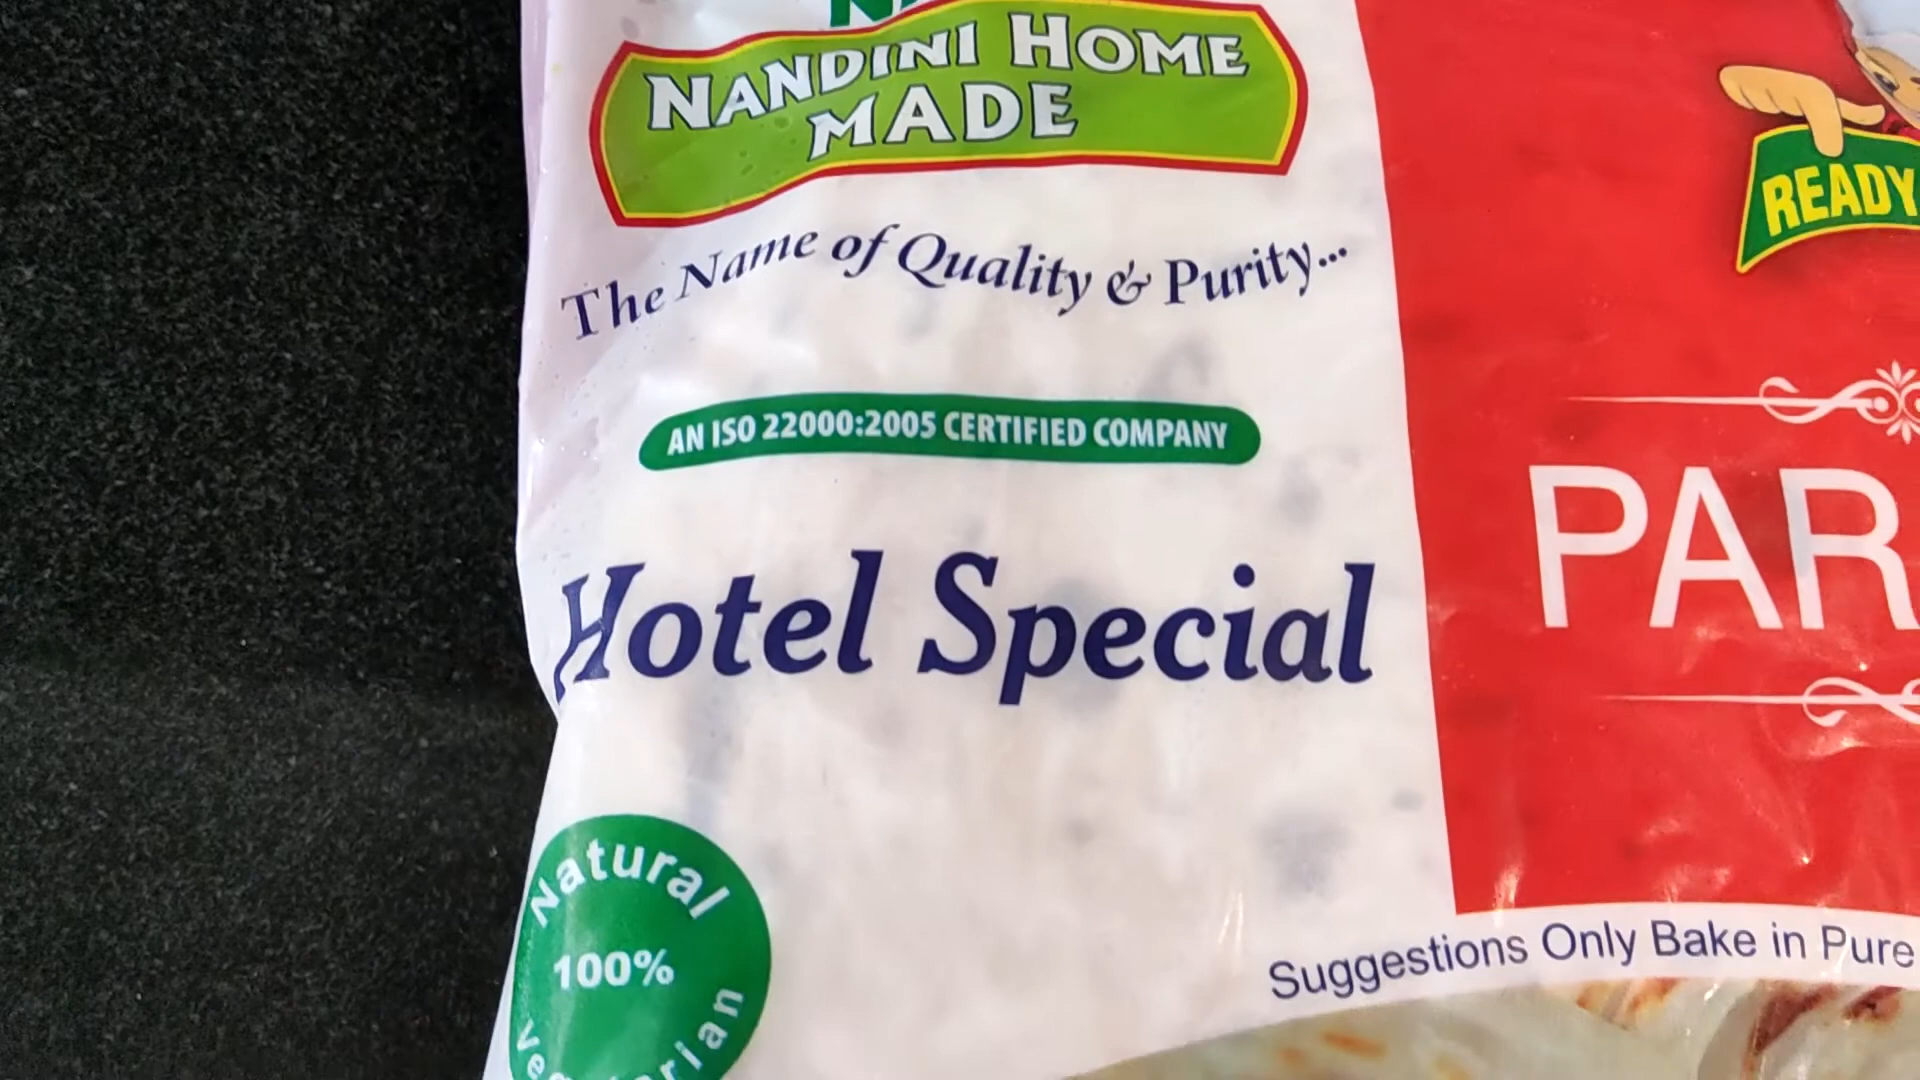 NANDINI HOME
MADE
The Name of Quality & Purity...
AN ISO 22000:2005 CERTIFIED COMPANY
Hotel Special
READY
Natural
100%
Suggestions Only Bake in Pure